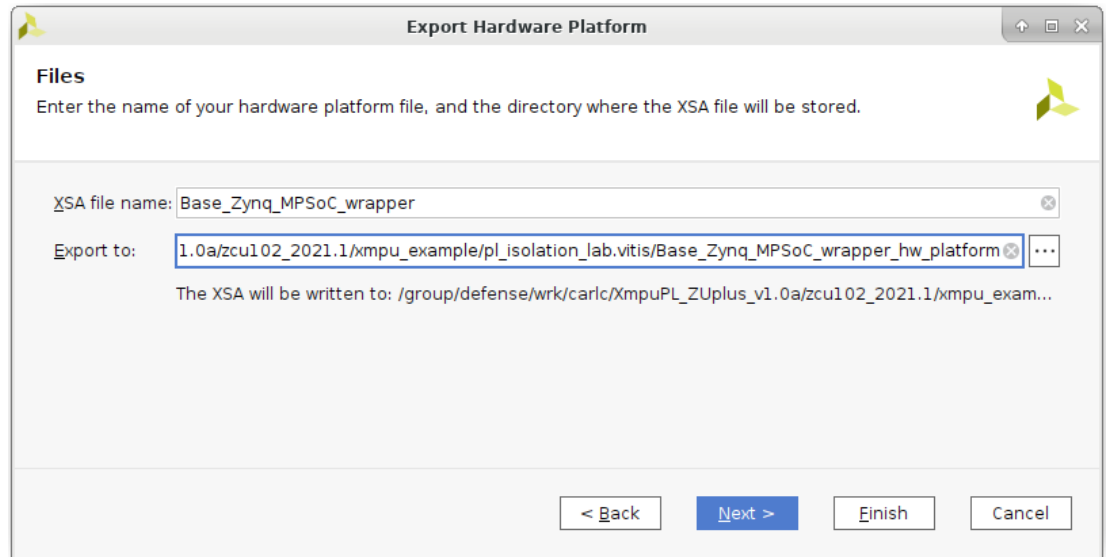 Export Hardware Platform
Files
Enter the name of your hardware platform file, and the directory where the XSA file will be stored.
XSA file name: Base_Zynq_MPSoC_wrapper
Export to: 1.0a/zcu102_2021.1/xmpu_example/pl_isolation_lab.vitis/Base_Zynq_MPSoC_wrapper_hw_platform ...
The XSA will be written to: /group/defense/wrk/carlc/XmpuPL_ZUplus_v1.0a/zcu102_2021.1/xmpu_exam...
< Back Next > Finish Cancel